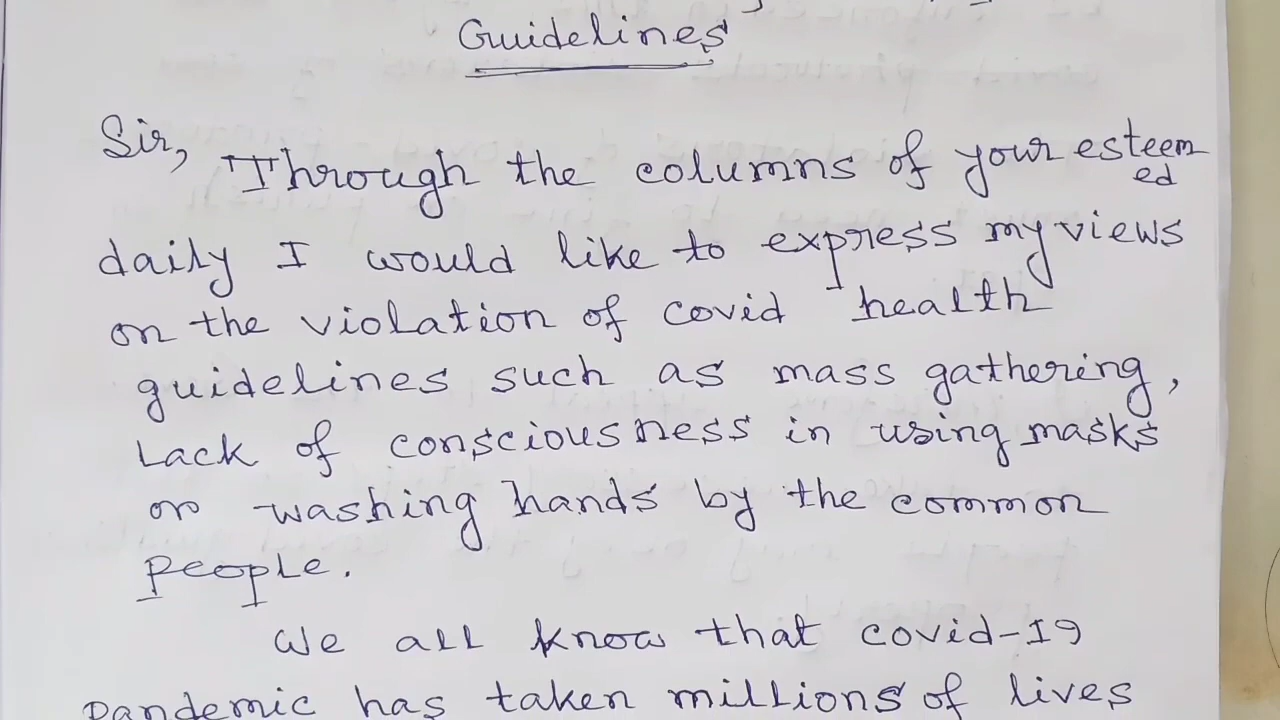 Guidelines
Sir,
Through the columns of your esteem
ed
daily I would like to express my views
on the violation of covid health
guidelines such as mass gathering,
Lack of consciousness in using masks
or washing hands by the common
people.
We all know that covid-19
pandemic has taken millions of lives